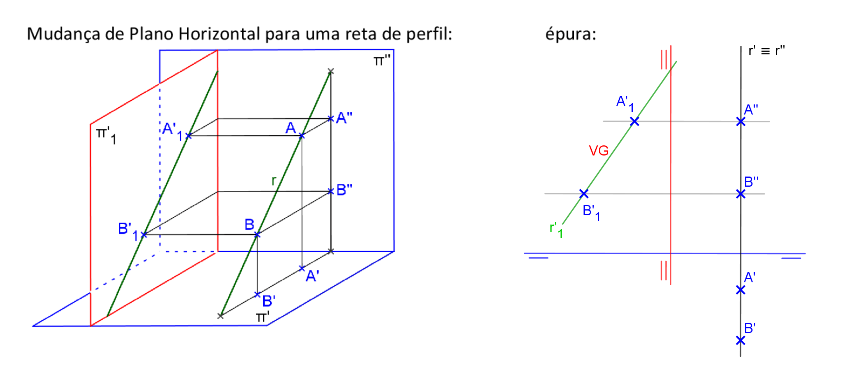 Mudança de Plano Horizontal para uma reta de perfil:
épura:
π"
π'₁
A'₁
A
A"
r
B'₁
B
B"
A'
B'
π'
r' ≡ r"
A'₁
A"
VG
B"
B'₁
r'₁
A'
B'